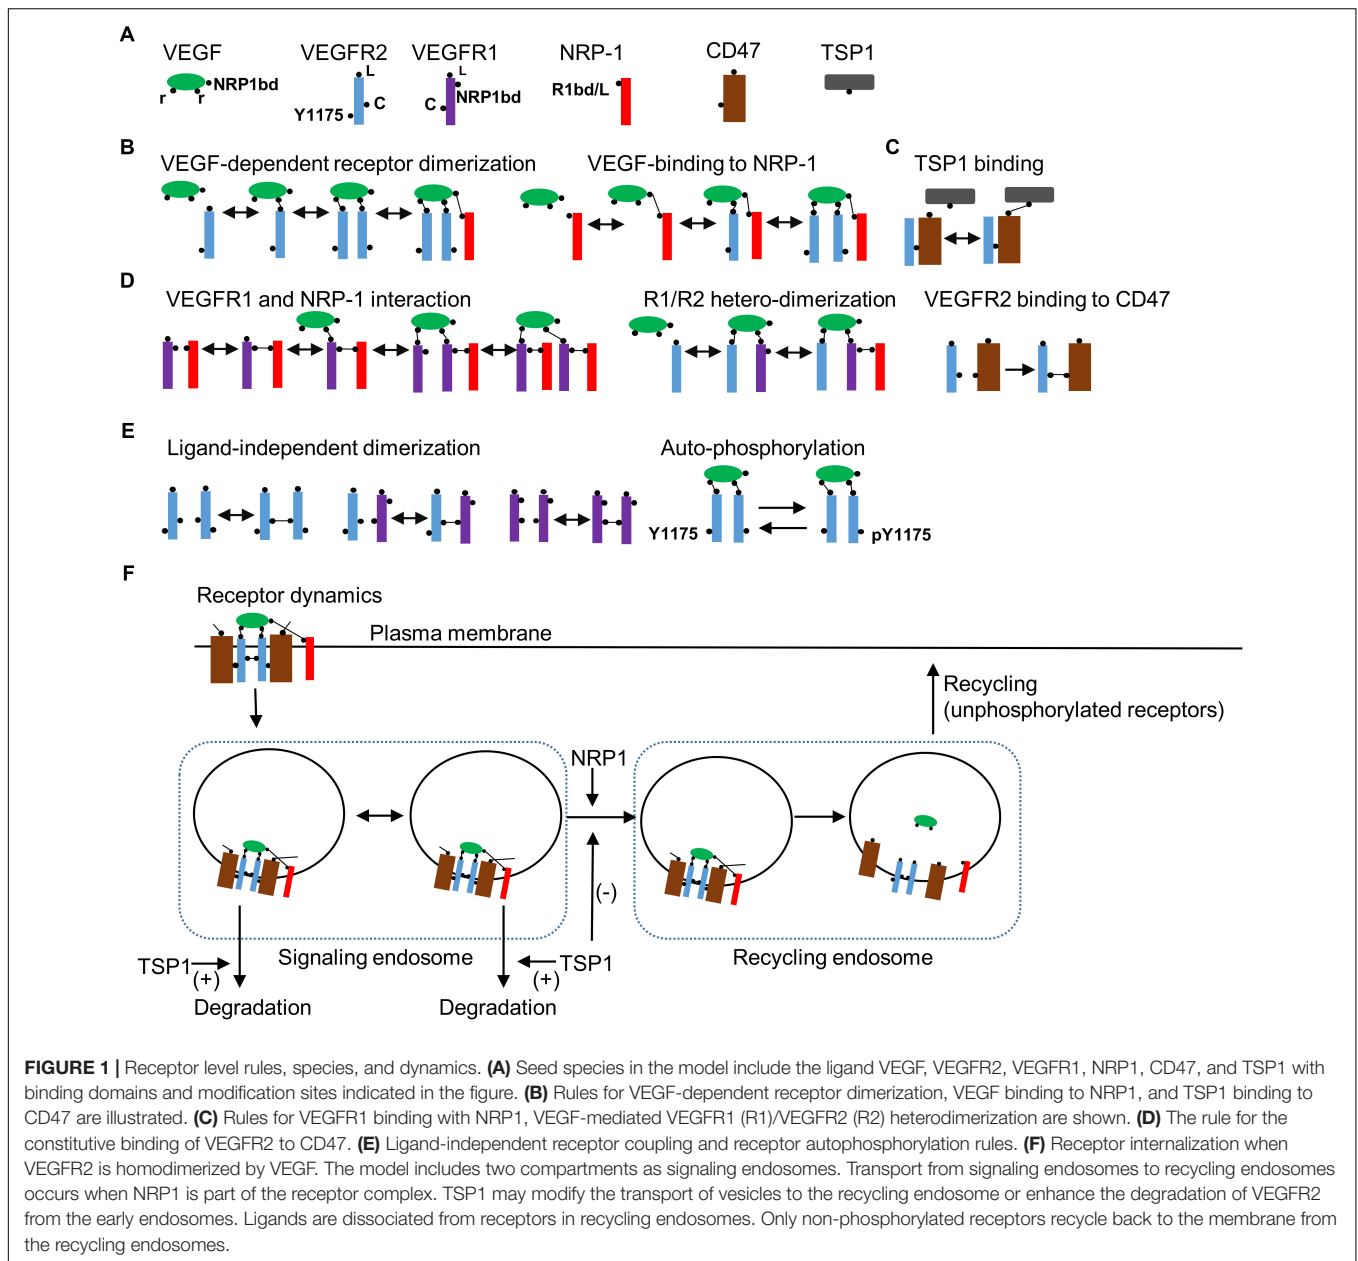 A
VEGF
VEGFR2
VEGFR1
NRP-1
CD47
TSP1
NRP1bd
r
r
L
C
Y1175
L
C
NRP1bd
R1bd/L
B
VEGF-dependent receptor dimerization
VEGF-binding to NRP-1
C
TSP1 binding
D
VEGFR1 and NRP-1 interaction
R1/R2 hetero-dimerization
VEGFR2 binding to CD47
E
Ligand-independent dimerization
Auto-phosphorylation
Y1175
pY1175
F
Receptor dynamics
Plasma membrane
Recycling
(unphosphorylated receptors)
NRP1
(-)
TSP1
(+)
Signaling endosome
(+)
TSP1
Recycling endosome
Degradation
Degradation
FIGURE 1 | Receptor level rules, species, and dynamics. (A) Seed species in the model include the ligand VEGF, VEGFR2, VEGFR1, NRP1, CD47, and TSP1 with
binding domains and modification sites indicated in the figure. (B) Rules for VEGF-dependent receptor dimerization, VEGF binding to NRP1, and TSP1 binding to
CD47 are illustrated. (C) Rules for VEGFR1 binding with NRP1, VEGF-mediated VEGFR1 (R1)/VEGFR2 (R2) heterodimerization are shown. (D) The rule for the
constitutive binding of VEGFR2 to CD47. (E) Ligand-independent receptor coupling and receptor autophosphorylation rules. (F) Receptor internalization when
VEGFR2 is homodimerized by VEGF. The model includes two compartments as signaling endosomes. Transport from signaling endosomes to recycling endosomes
occurs when NRP1 is part of the receptor complex. TSP1 may modify the transport of vesicles to the recycling endosome or enhance the degradation of VEGFR2
from the early endosomes. Ligands are dissociated from receptors in recycling endosomes. Only non-phosphorylated receptors recycle back to the membrane from
the recycling endosomes.